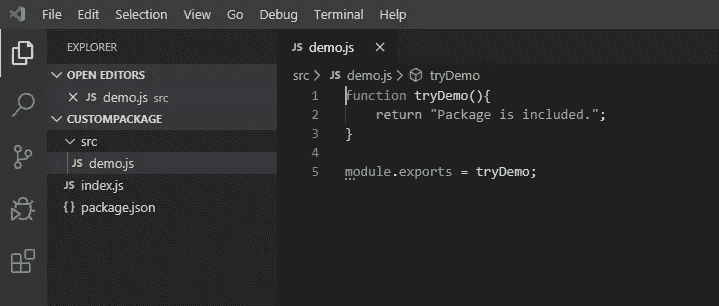 File Edit Selection View Go Debug Terminal Help
EXPLORER
OPEN EDITORS
JS demo.js src
CUSTOMPACKAGE
src
JS demo.js
JS index.js
{} package.json
JS demo.js
src > JS demo.js > tryDemo
1 function tryDemo(){
2 return "Package is included.";
3 }
4
5 module.exports = tryDemo;